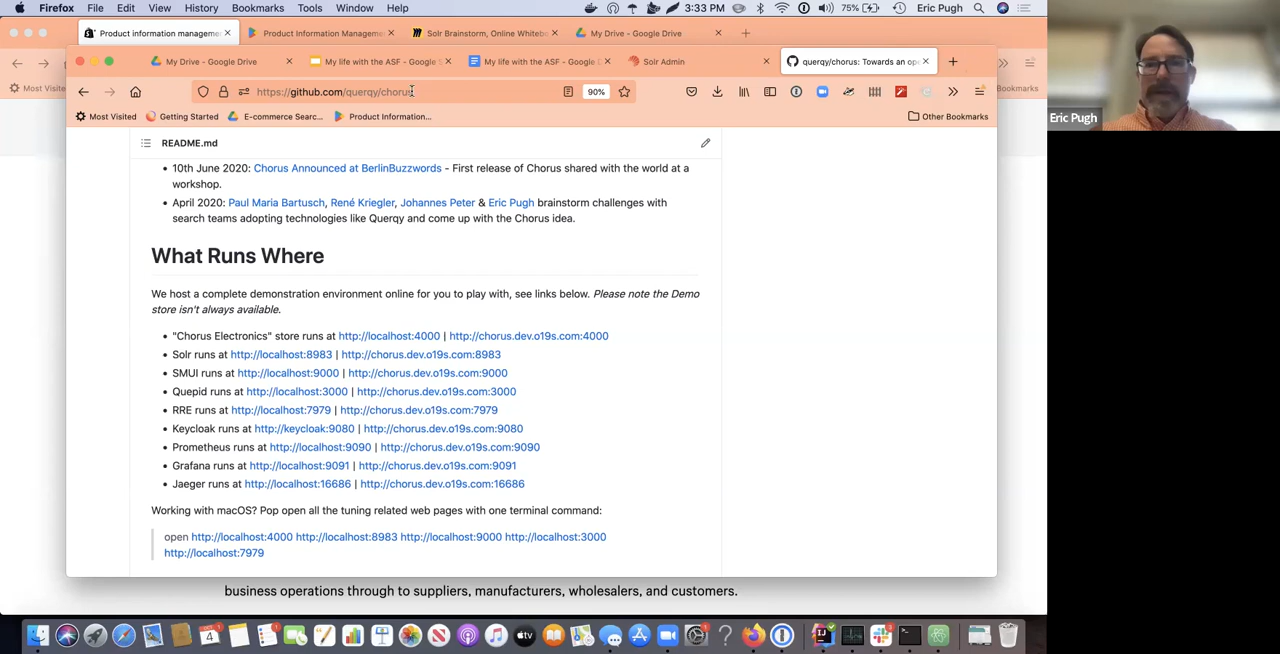 Firefox File Edit View History Bookmarks Tools Window Help 3:33 PM 75% Eric Pugh
Product information manageme Product Information Manageme Solr Brainstorm, Online Whiteb My Drive - Google Drive
My Drive - Google Drive My life with the ASF - Google My life with the ASF - Google Solr Admin querqy/chorus: Towards an ope
https://github.com/querqy/chorus 90%
Most Visited Getting Started E-commerce Searc... Product Information... Other Bookmarks
Most Visite
ookmarks
Eric Pugh
README.md
10th June 2020: Chorus Announced at BerlinBuzzwords - First release of Chorus shared with the world at a
workshop.
April 2020: Paul Maria Bartusch, René Kriegler, Johannes Peter & Eric Pugh brainstorm challenges with
search teams adopting technologies like Querqy and come up with the Chorus idea.
What Runs Where
We host a complete demonstration environment online for you to play with, see links below. Please note the Demo
store isn't always available.
"Chorus Electronics" store runs at http://localhost:4000 | http://chorus.dev.o19s.com:4000
Solr runs at http://localhost:8983 | http://chorus.dev.o19s.com:8983
SMUI runs at http://localhost:9000 | http://chorus.dev.o19s.com:9000
Quepid runs at http://localhost:3000 | http://chorus.dev.o19s.com:3000
RRE runs at http://localhost:7979 | http://chorus.dev.o19s.com:7979
Keycloak runs at http://keycloak:9080 | http://chorus.dev.o19s.com:9080
Prometheus runs at http://localhost:9090 | http://chorus.dev.o19s.com:9090
Grafana runs at http://localhost:9091 | http://chorus.dev.o19s.com:9091
Jaeger runs at http://localhost:16686 | http://chorus.dev.o19s.com:16686
Working with macOS? Pop open all the tuning related web pages with one terminal command:
open http://localhost:4000 http://localhost:8983 http://localhost:9000 http://localhost:3000
http://localhost:7979
business operations through to suppliers, manufacturers, wholesalers, and customers.